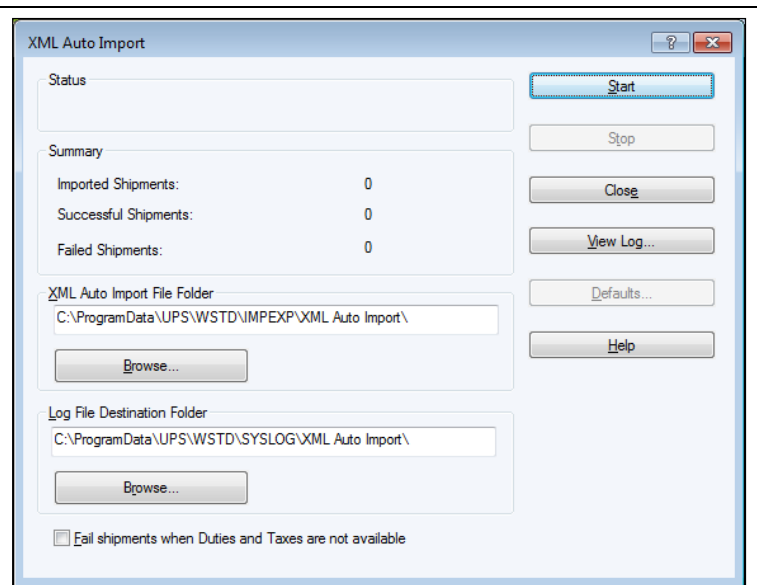 XML Auto Import
?
Status
Start
Stop
Summary
Imported Shipments: 0
Close
Successful Shipments: 0
View Log...
Failed Shipments: 0
XML Auto Import File Folder
Defaults...
C:\ProgramData\UPS\WSTD\IMPEXP\XML Auto Import\
Help
Browse...
Log File Destination Folder
C:\ProgramData\UPS\WSTD\SYSLOG\XML Auto Import\
Browse...
Fail shipments when Duties and Taxes are not available